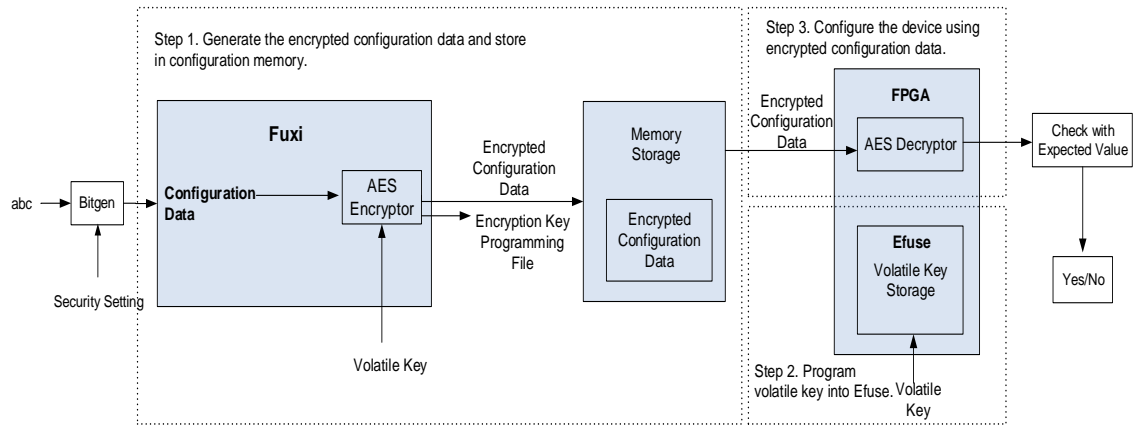 Step 1. Generate the encrypted configuration data and store
in configuration memory.
Fuxi
abc
Bitgen
Security Setting
Configuration
Data
AES
Encryptor
Volatile Key
Encrypted
Configuration
Data
Encryption Key
Programming
File
Memory
Storage
Encrypted
Configuration
Data
Step 3. Configure the device using
encrypted configuration data.
Encrypted
Configuration
Data
FPGA
AES Decryptor
Check with
Expected Value
Yes/No
Efuse
Volatile Key
Storage
Step 2. Program
volatile key into Efuse.
Volatile
Key